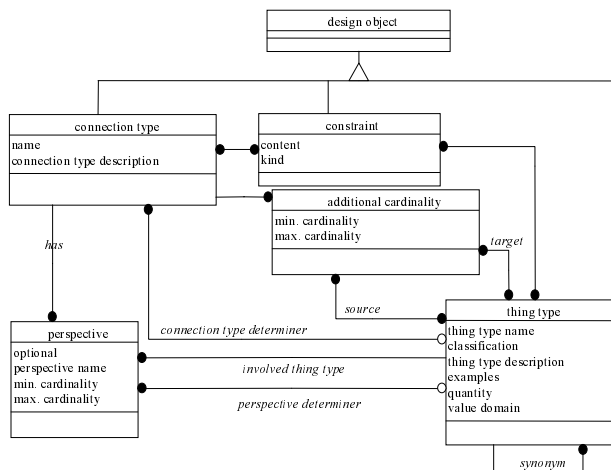 design object
connection type
name
connection type description
constraint
content
kind
additional cardinality
min. cardinality
max. cardinality
target
has
source
thing type
thing type name
classification
thing type description
examples
quantity
value domain
connection type determiner
perspective
optional
perspective name
min. cardinality
max. cardinality
involved thing type
perspective determiner
synonym